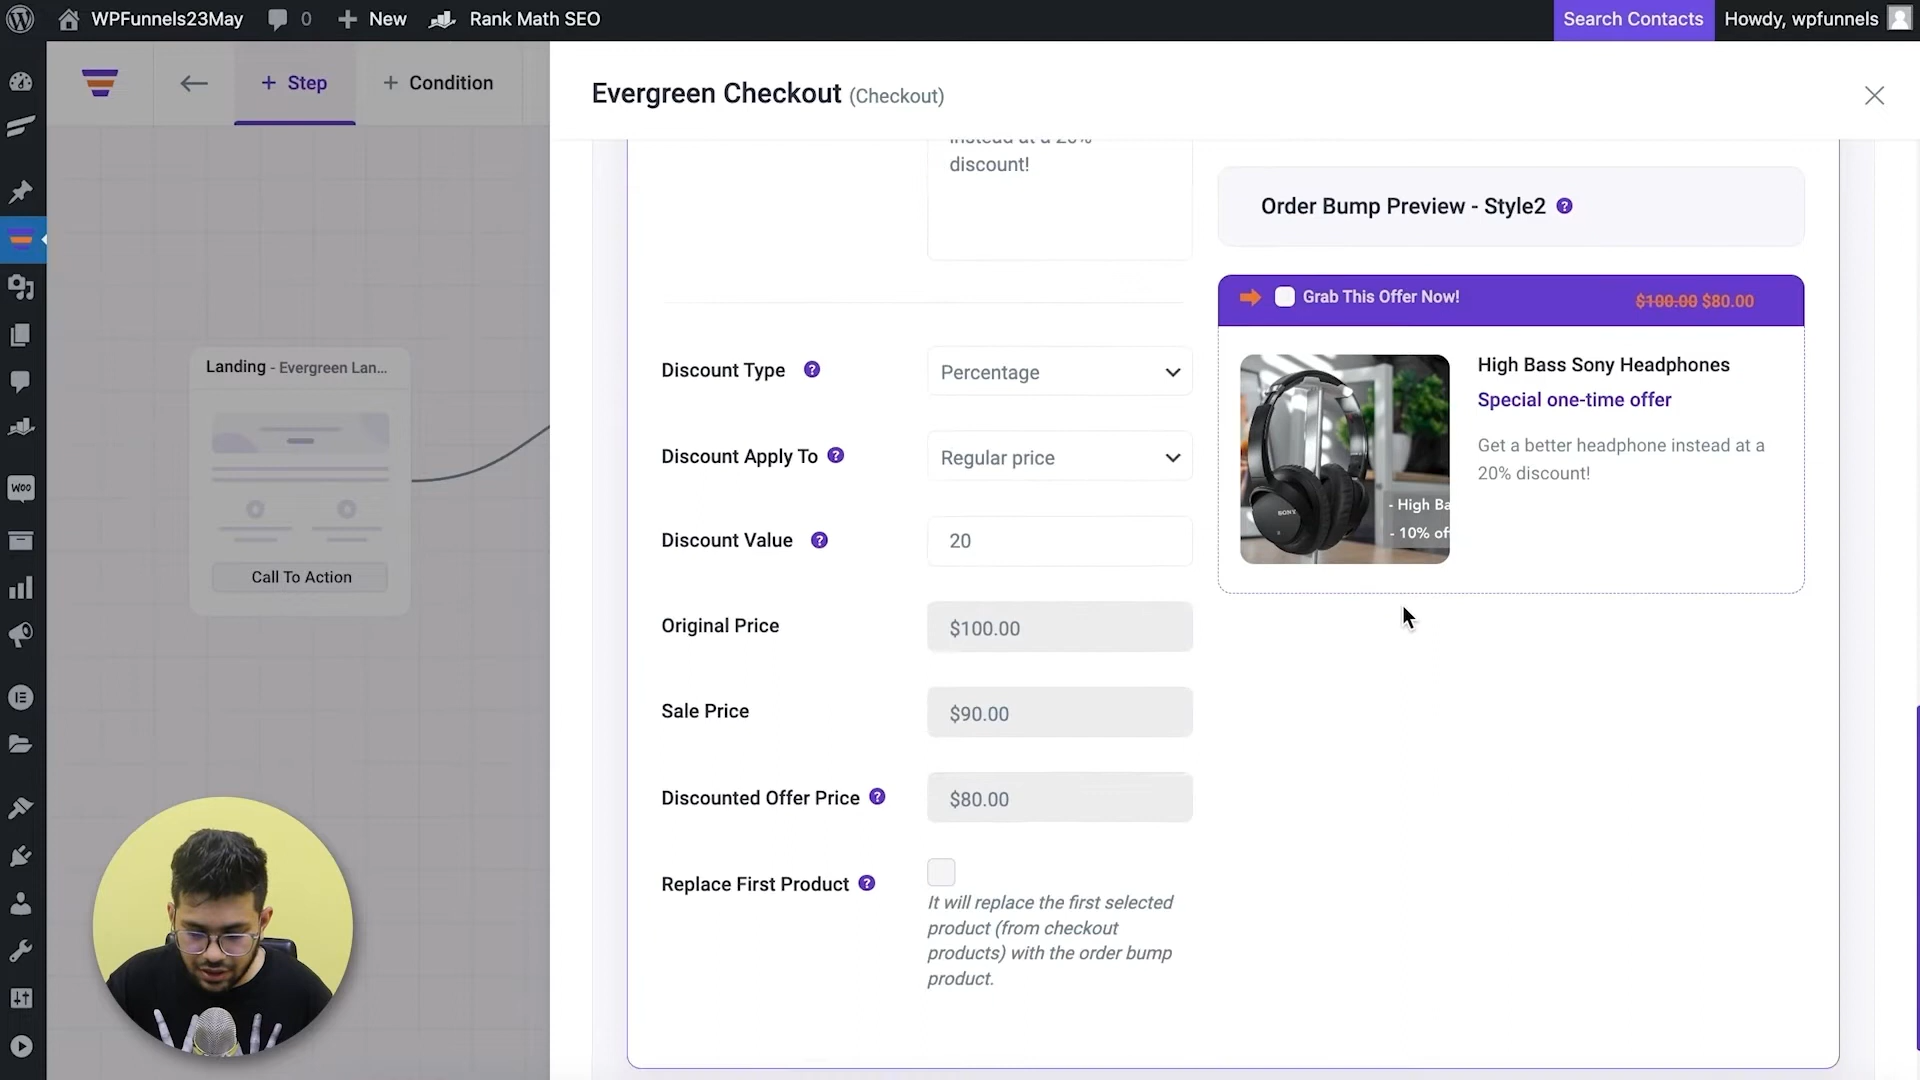 WPFunnels23May
0
New
Rank Math SEO
Search Contacts
Howdy, wpfunnels
+ Step
+ Condition
Evergreen Checkout (Checkout)
instead at a 20%
discount!
Order Bump Preview - Style2 ?
Grab This Offer Now!
$100.00 $80.00
Landing - Evergreen Lan...
Call To Action
Discount Type ?
Percentage
High Bass Sony Headphones
Special one-time offer
Get a better headphone instead at a
20% discount!
SONY
- High Ba
- 10% of
Discount Apply To ?
Regular price
Discount Value ?
20
Original Price
$100.00
Sale Price
$90.00
Discounted Offer Price ?
$80.00
Replace First Product ?
It will replace the first selected
product (from checkout
products) with the order bump
product.
WOO